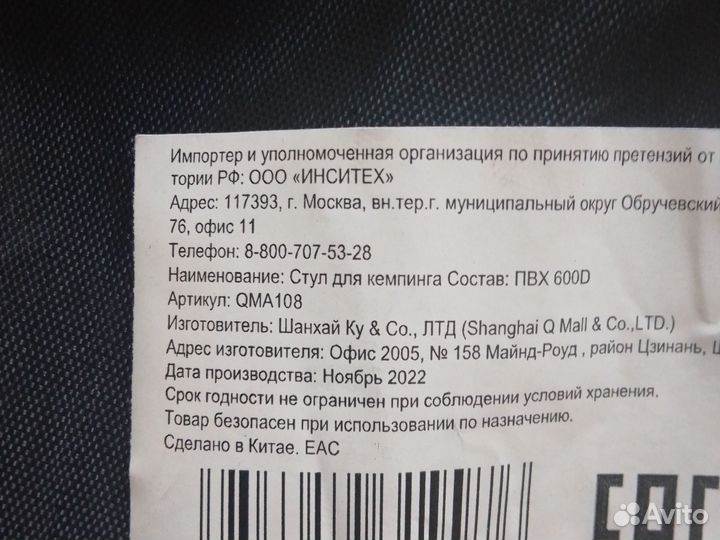 Импортер и уполномоченная организация по принятию претензий от
тории РФ: ООО «ИНСИТЕХ»
Адрес: 117393, г. Москва, вн.тер.г. муниципальный округ Обручевский
76, офис 11
Телефон: 8-800-707-53-28
Наименование: Стул для кемпинга Состав: ПВХ 600D
Артикул: QMA108
Изготовитель: Шанхай Ку & Co., ЛТД (Shanghai Q Mall & Co.,LTD.)
Адрес изготовителя: Офис 2005, № 158 Майнд-Роуд , район Цзинань,
Дата производства: Ноябрь 2022
Срок годности не ограничен при соблюдении условий хранения.
Товар безопасен при использовании по назначению.
Сделано в Китае. EAC
EAC
Avito